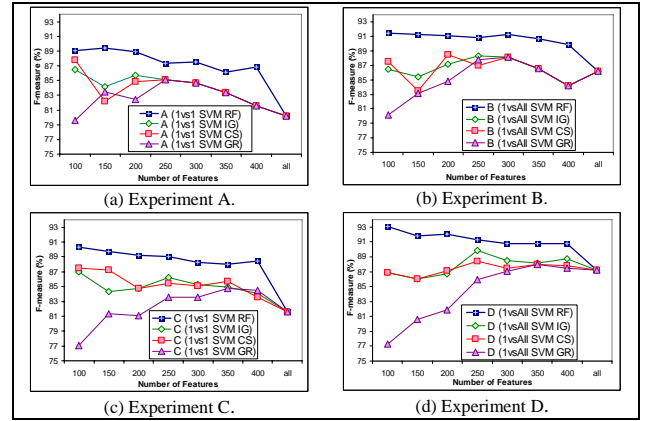 93
91
89
87
85
83
81
79
77
75
F-measure (%)
A (1vs1 SVM RF)
A (1vs1 SVM IG)
A (1vs1 SVM CS)
A (1vs1 SVM GR)
100 150 200 250 300 350 400 all
Number of Features
(a) Experiment A.
93
91
89
87
85
83
81
79
77
75
F-measure (%)
B (1vsAll SVM RF)
B (1vsAll SVM IG)
B (1vsAll SVM CS)
B (1vsAll SVM GR)
100 150 200 250 300 350 400 all
Number of Features
(b) Experiment B.
93
91
89
87
85
83
81
79
77
75
F-measure (%)
C (1vs1 SVM RF)
C (1vs1 SVM IG)
C (1vs1 SVM CS)
C (1vs1 SVM GR)
100 150 200 250 300 350 400 all
Number of Features
(c) Experiment C.
93
91
89
87
85
83
81
79
77
75
F-measure (%)
D (1vsAll SVM RF)
D (1vsAll SVM IG)
D (1vsAll SVM CS)
D (1vsAll SVM GR)
100 150 200 250 300 350 400 all
Number of Features
(d) Experiment D.